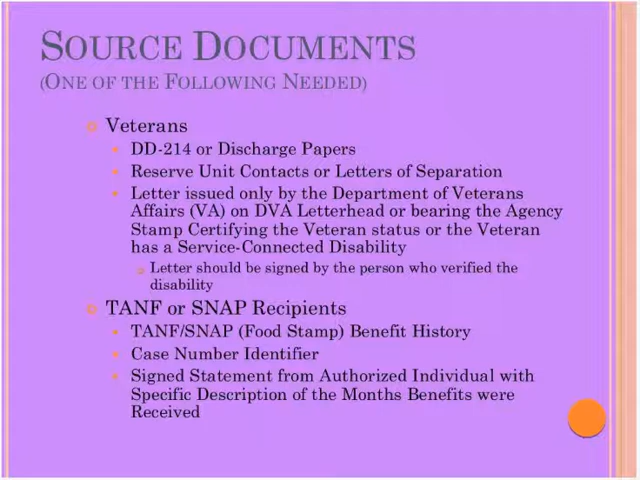 SOURCE DOCUMENTS
(ONE OF THE FOLLOWING NEEDED)
Veterans
DD-214 or Discharge Papers
Reserve Unit Contacts or Letters of Separation
Letter issued only by the Department of Veterans
Affairs (VA) on DVA Letterhead or bearing the Agency
Stamp Certifying the Veteran status or the Veteran
has a Service-Connected Disability
Letter should be signed by the person who verified the
disability
TANF or SNAP Recipients
TANF/SNAP (Food Stamp) Benefit History
Case Number Identifier
Signed Statement from Authorized Individual with
Specific Description of the Months Benefits were
Received